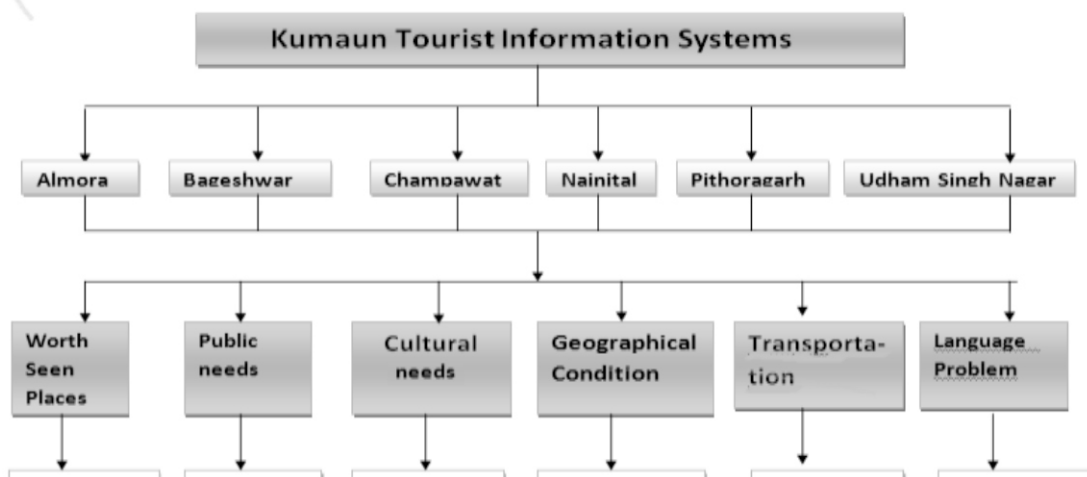 Kumaun Tourist Information Systems
Almora
Bageshwar
Champawat
Nainital
Pithoragarh
Udham Singh Nagar
Worth
Seen
Places
Public
needs
Cultural
needs
Geographical
Condition
Transporta-
tion
Language
Problem